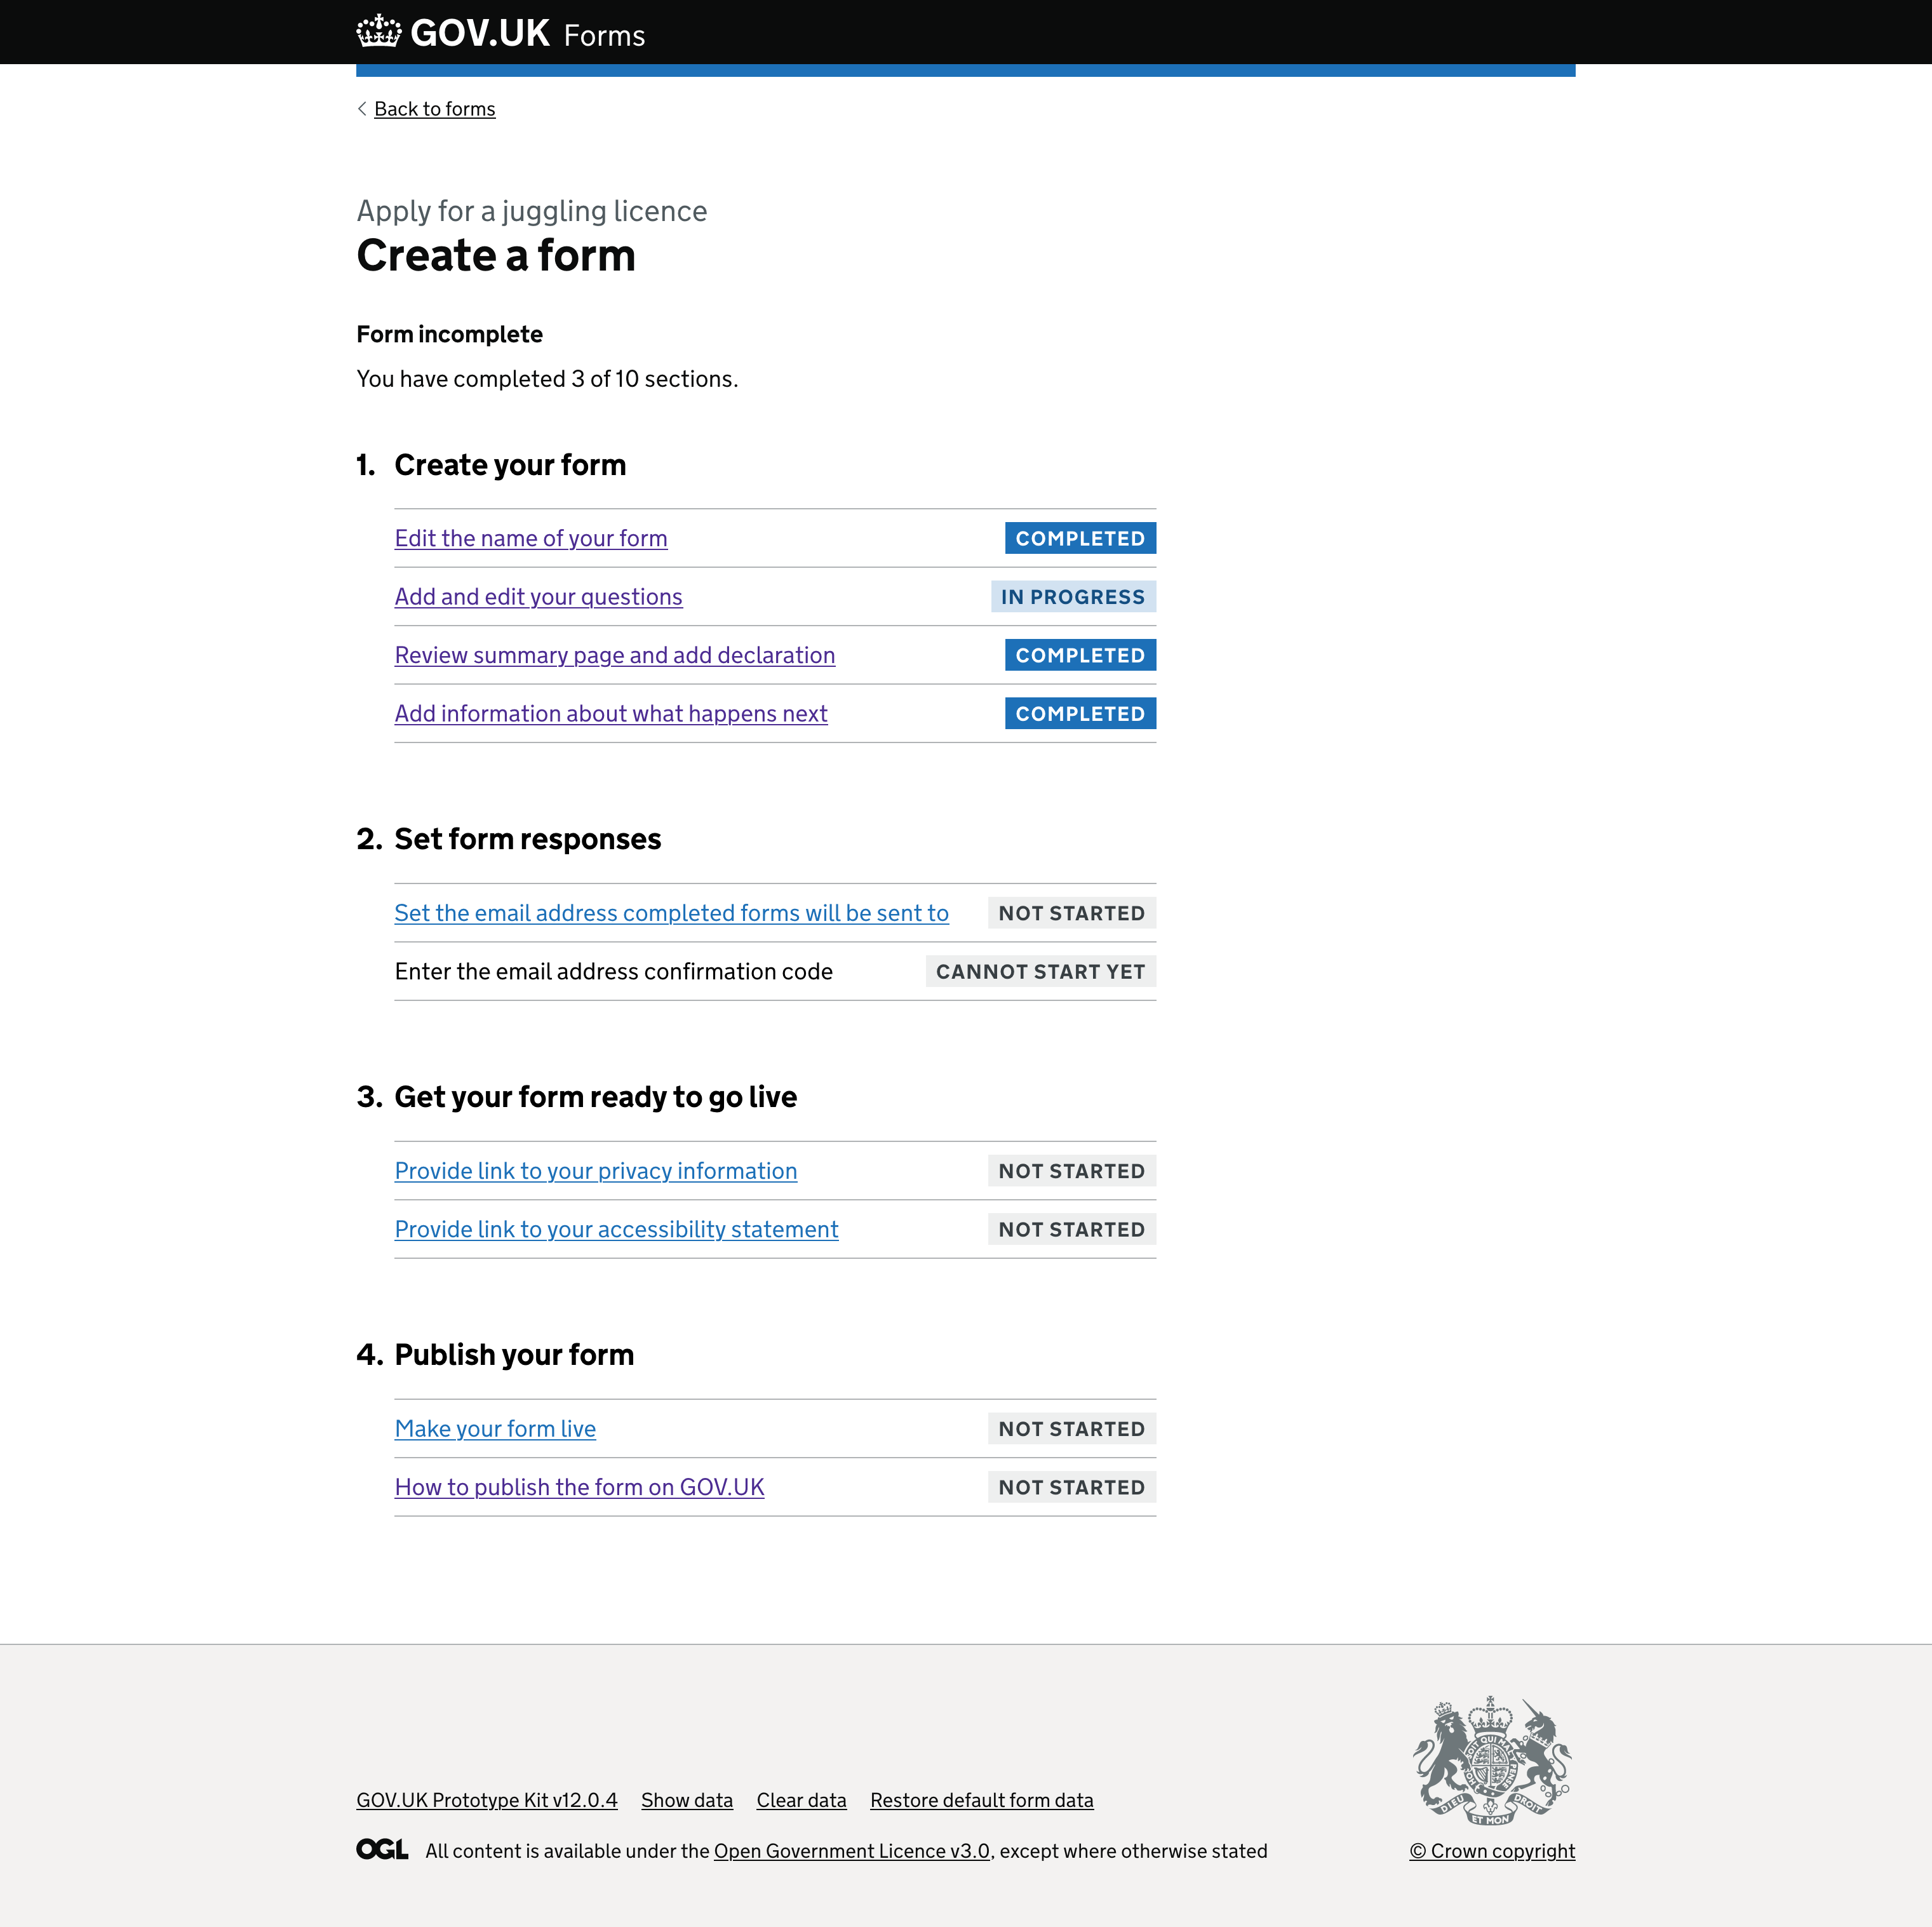 GOV.UK Forms
Back to forms
Apply for a juggling licence
Create a form
Form incomplete
You have completed 3 of 10 sections.
1. Create your form
Edit the name of your form COMPLETED
Add and edit your questions IN PROGRESS
Review summary page and add declaration COMPLETED
Add information about what happens next COMPLETED
2. Set form responses
Set the email address completed forms will be sent to NOT STARTED
Enter the email address confirmation code CANNOT START YET
3. Get your form ready to go live
Provide link to your privacy information NOT STARTED
Provide link to your accessibility statement NOT STARTED
4. Publish your form
Make your form live NOT STARTED
How to publish the form on GOV.UK NOT STARTED
DIEU ET MON DROIT
GOV.UK Prototype Kit v12.0.4 Show data Clear data Restore default form data
OGL All content is available under the Open Government Licence v3.0, except where otherwise stated © Crown copyright